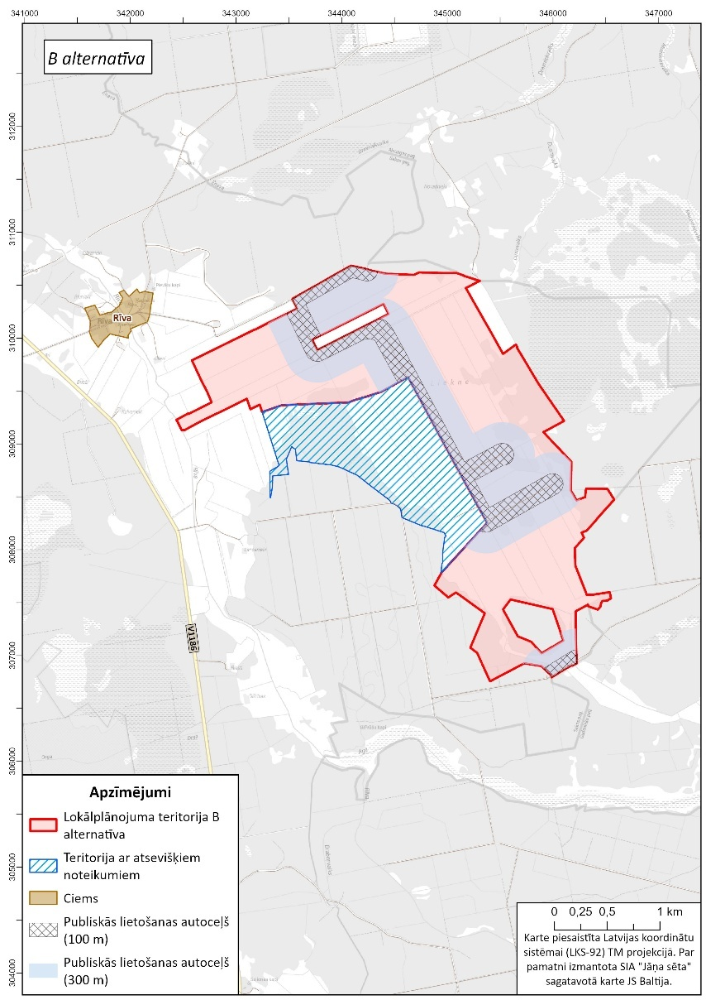 341000 342000 343000 344000 345000 346000 347000
B alternatīva
312000
311000
310000
309000
308000
307000
306000
305000
304000
Rīva
Liekne
V1186
Apzīmējumi
Lokālplānojuma teritorija B
alternatīva
Teritorija ar atsevišķiem
noteikumiem
Ciems
Publiskās lietošanas autoceļš
(100 m)
Publiskās lietošanas autoceļš
(300 m)
0 0,25 0,5 1 km
Karte piesaistīta Latvijas koordinātu
sistēmai (LKS-92) TM projekcijā. Par
pamatni izmantota SIA "Jāņa sēta"
sagatavotā karte JS Baltija.